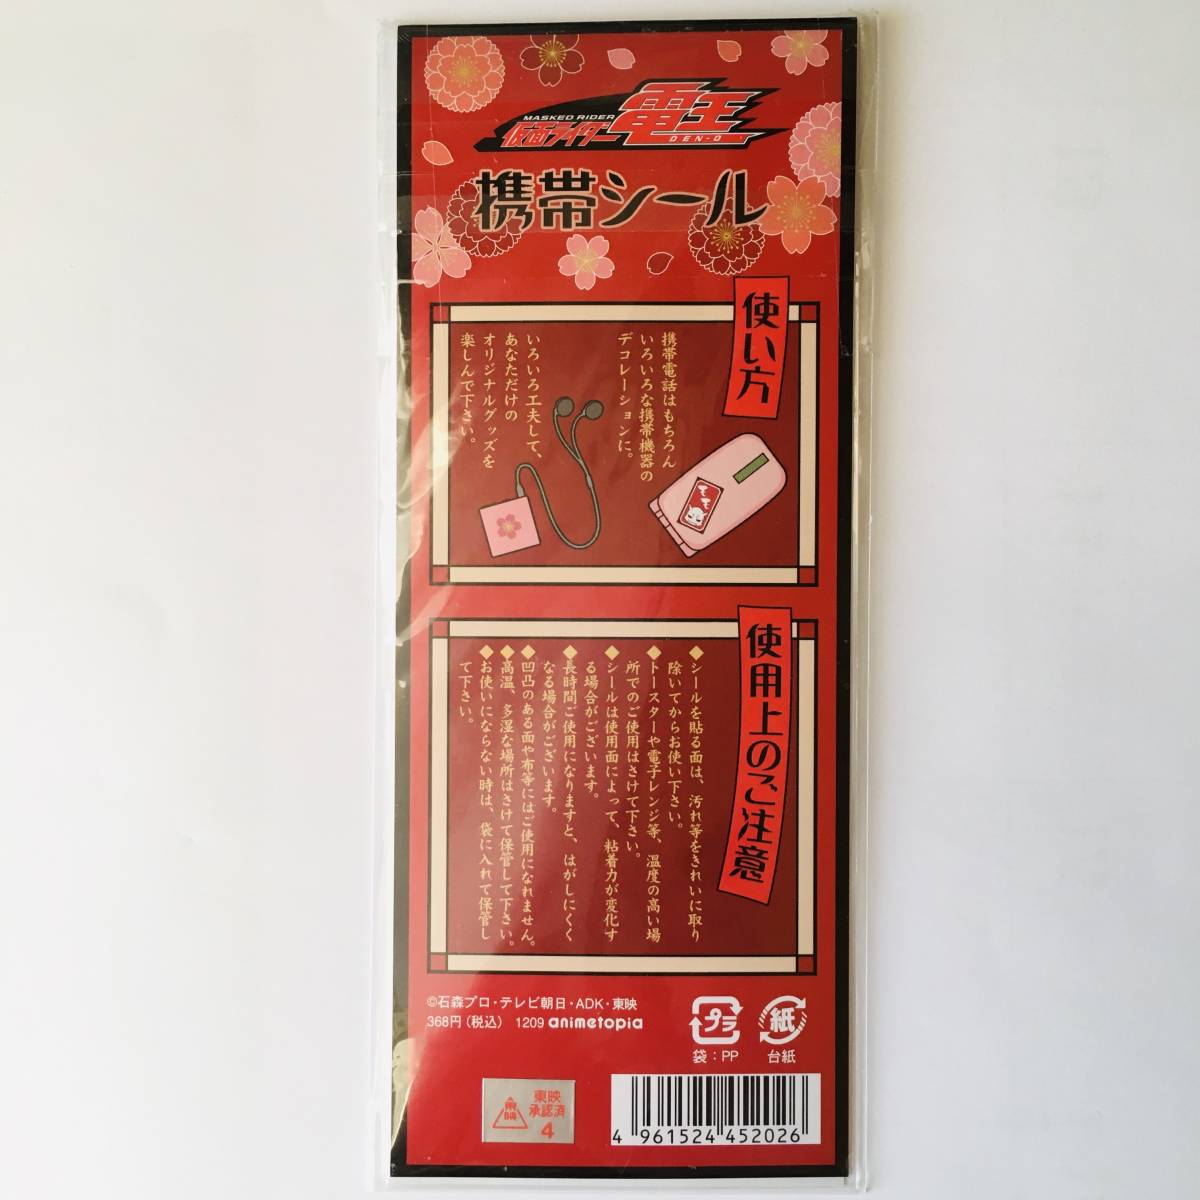 MASKED RIDER
仮面ライダー電王
DEN-O
携帯シール
使い方
携帯電話はもちろん
いろいろな携帯機器の
デコレーションに。
いろいろ工夫して、
あなただけの
オリジナルグッズを
楽しんで下さい。
モモ
使用上のご注意
◆シールを貼る面は、汚れ等をきれいに取り
除いてからお使い下さい。
◆トースターや電子レンジ等、温度の高い場
所でのご使用はさけて下さい。
◆シールは使用面によって、粘着力が変化す
る場合がございます。
◆長時間ご使用になりますと、はがしにくく
なる場合がございます。
◆凹凸のある面や布等にはご使用になれません。
◆高温、多湿な場所はさけて保管して下さい。
◆お使いにならない時は、袋に入れて保管し
て下さい。
©石森プロ・テレビ朝日・ADK・東映
368円(税込) 1209 animetopia
プラ
袋:PP
紙
台紙
東映
東映
承認済
4
4 961524 452026